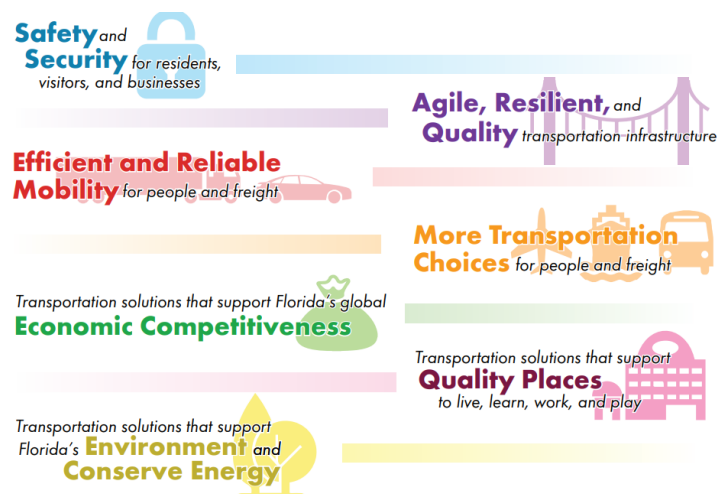 Safety and
Security for residents,
visitors, and businesses
Agile, Resilient, and
Quality transportation infrastructure
Efficient and Reliable
Mobility for people and freight
More Transportation
Choices for people and freight
Transportation solutions that support Florida's global
Economic Competitiveness
Transportation solutions that support
Quality Places
to live, learn, work, and play
Transportation solutions that support
Florida's Environment and
Conserve Energy